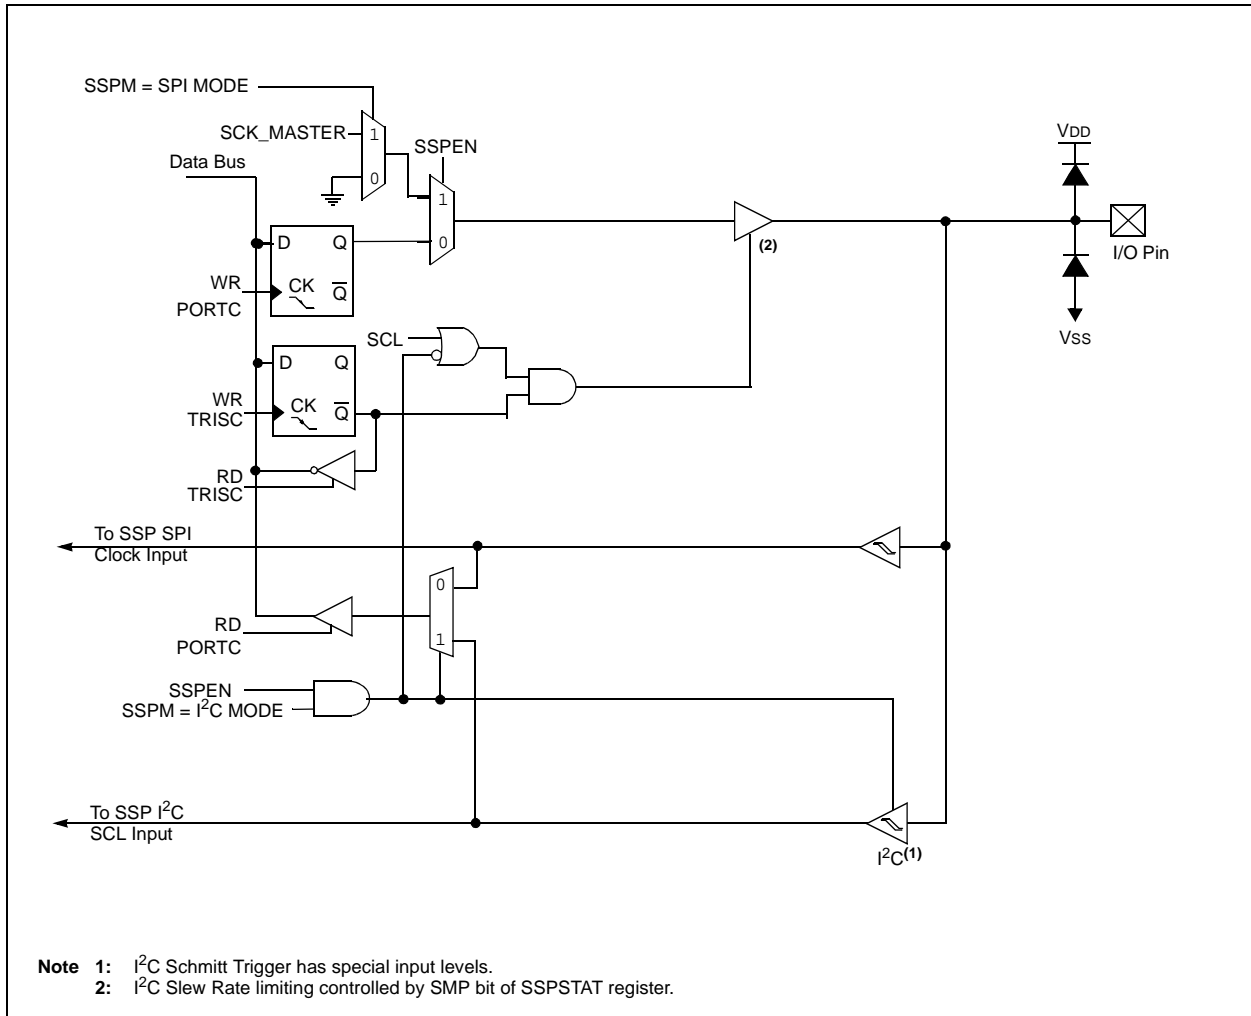 SSPM = SPI MODE
SCK_MASTER
1
0
SSPEN
1
0
Data Bus
VDD
I/O Pin
VSS
(2)
D
Q
CK
Q̅
WR
PORTC
SCL
D
Q
CK
Q̅
WR
TRISC
RD
TRISC
To SSP SPI
Clock Input
0
1
RD
PORTC
SSPEN
SSPM = I²C MODE
To SSP I²C
SCL Input
I²C(1)
Note 1: I²C Schmitt Trigger has special input levels.
2: I²C Slew Rate limiting controlled by SMP bit of SSPSTAT register.